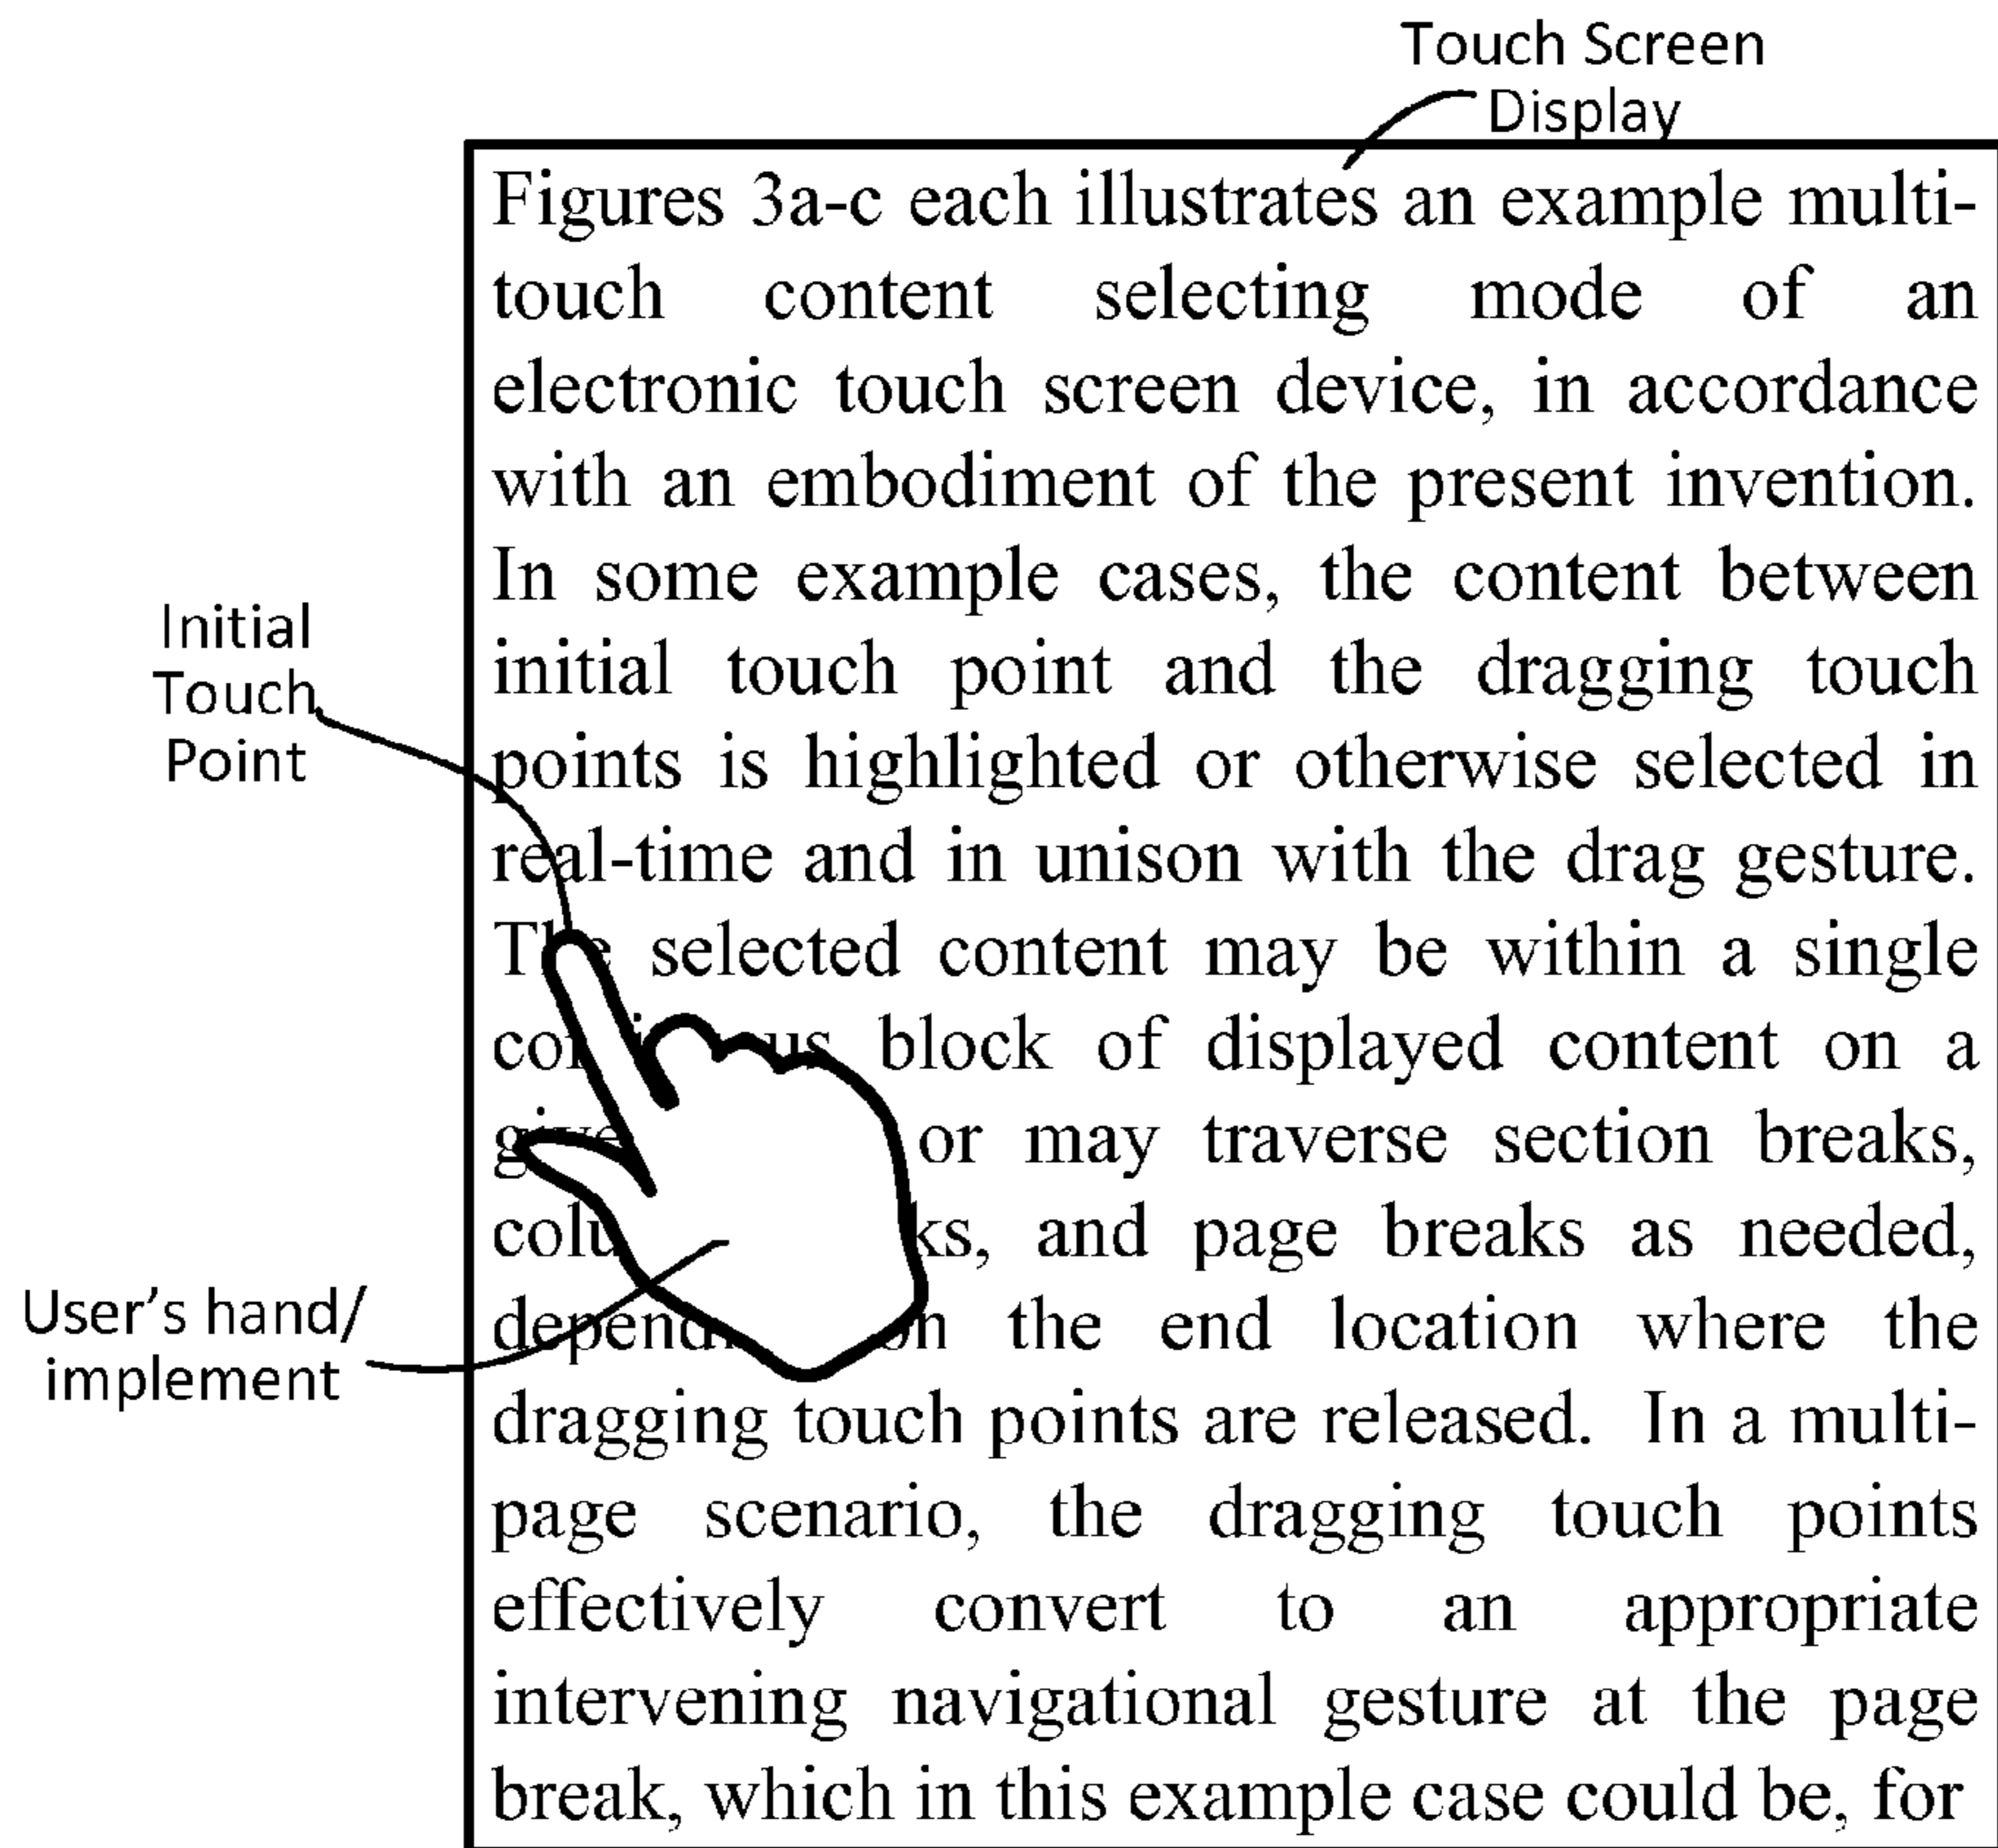 Touch Screen
Display
Figures 3a-c each illustrates an example multi-
touch content selecting mode of an
electronic touch screen device, in accordance
with an embodiment of the present invention.
In some example cases, the content between
initial touch point and the dragging touch
points is highlighted or otherwise selected in
real-time and in unison with the drag gesture.
The selected content may be within a single
block of displayed content on a
or may traverse section breaks,
and page breaks as needed,
the end location where the
dragging touch points are released. In a multi-
page scenario, the dragging touch points
effectively convert to an appropriate
intervening navigational gesture at the page
break, which in this example case could be, for
Initial
Touch
Point
User's hand/
implement